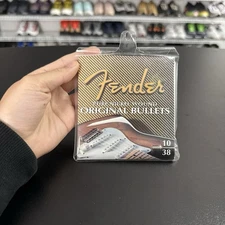 Fender
PURE NICKEL WOUND
ORIGINAL BULLETS
10
38